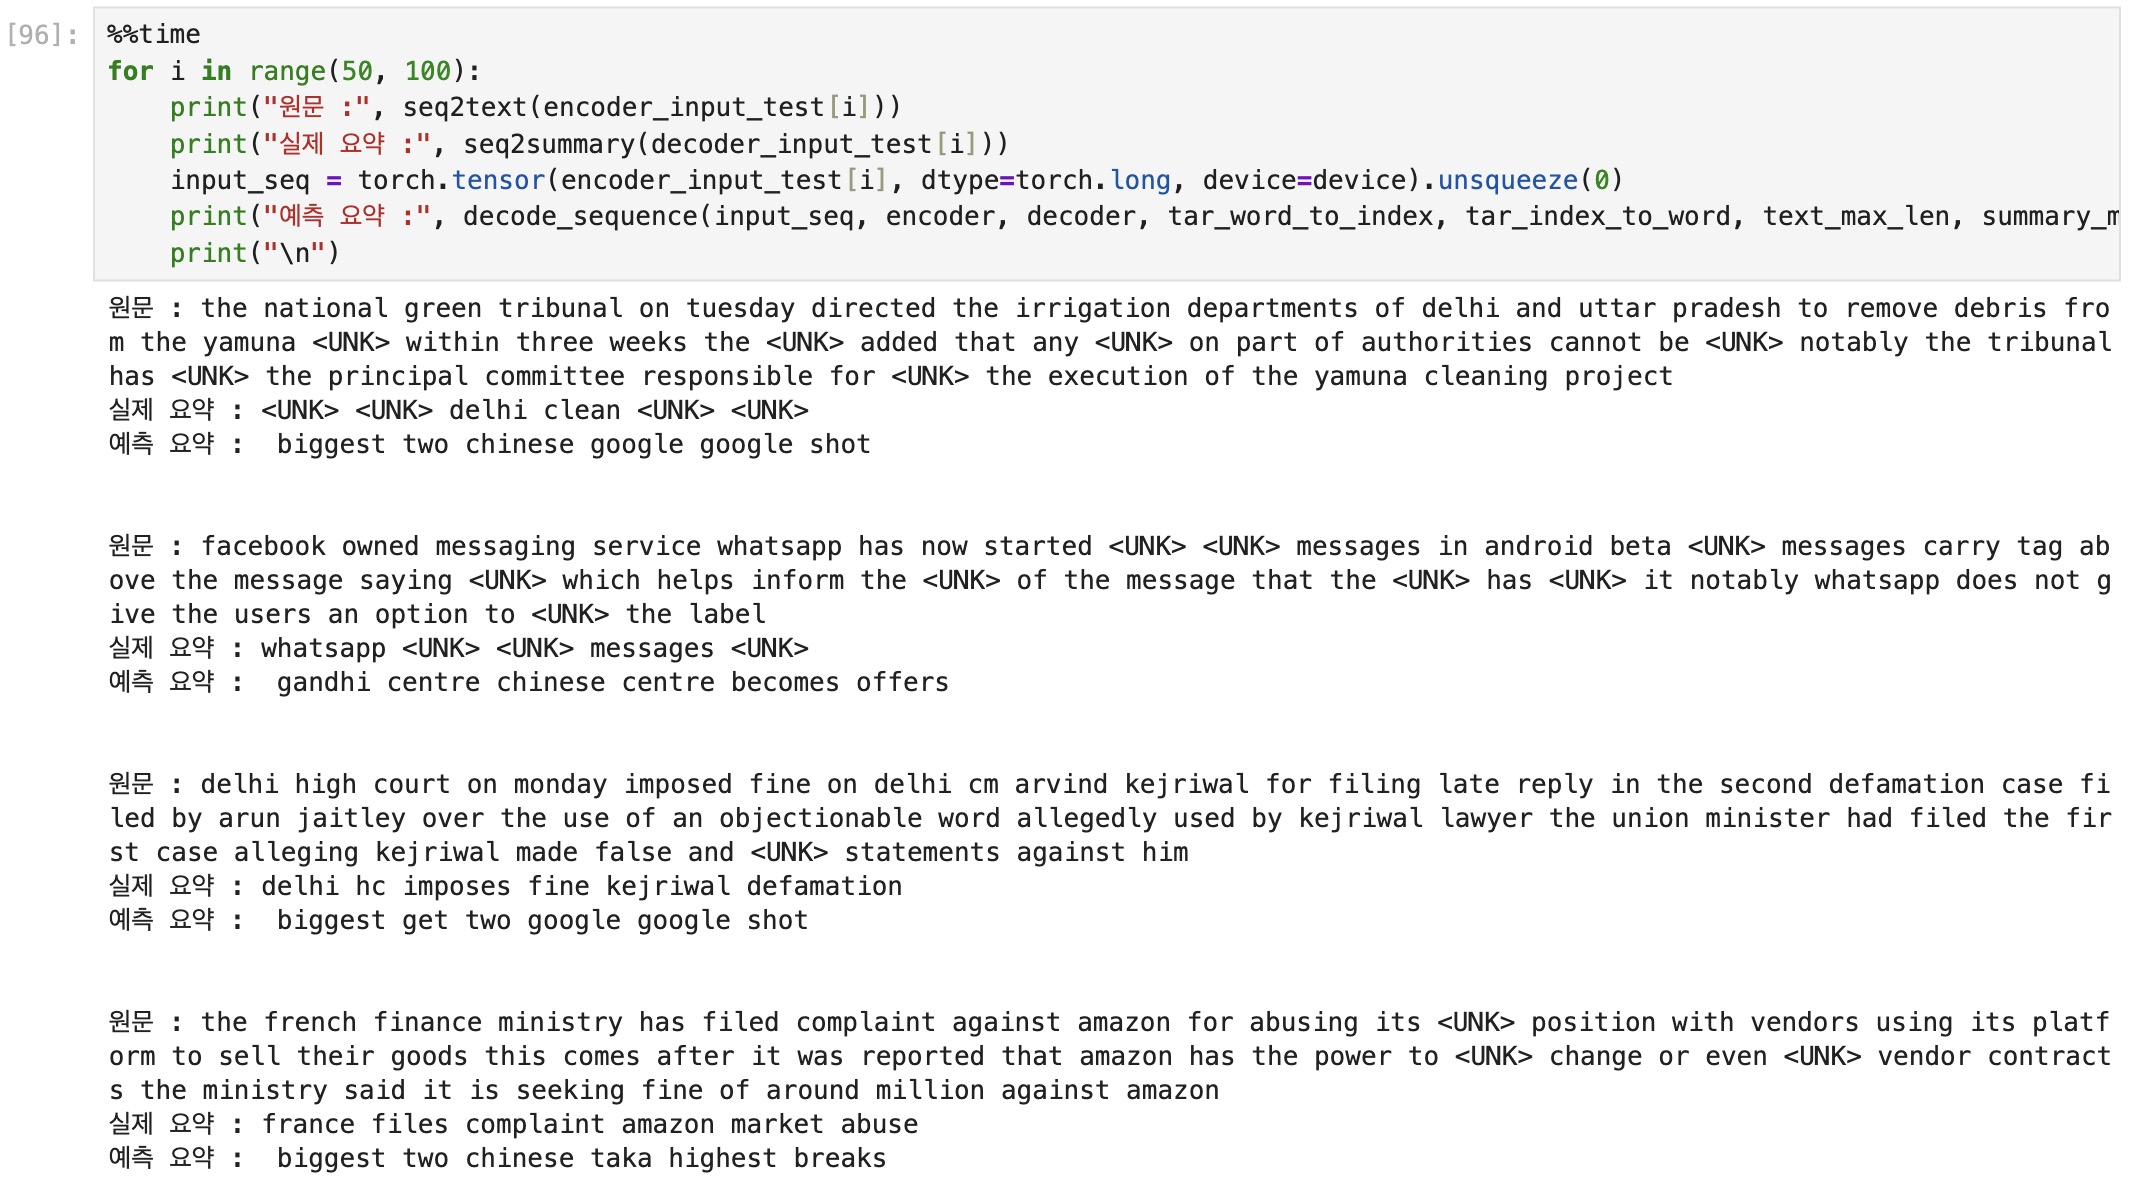 [96]:
%%time
for i in range(50, 100):
    print("원문 :", seq2text(encoder_input_test[i]))
    print("실제 요약 :", seq2summary(decoder_input_test[i]))
    input_seq = torch.tensor(encoder_input_test[i], dtype=torch.long, device=device).unsqueeze(0)
    print("예측 요약 :", decode_sequence(input_seq, encoder, decoder, tar_word_to_index, tar_index_to_word, text_max_len, summary_m
    print("\n")
원문 : the national green tribunal on tuesday directed the irrigation departments of delhi and uttar pradesh to remove debris fro
m the yamuna <UNK> within three weeks the <UNK> added that any <UNK> on part of authorities cannot be <UNK> notably the tribunal
has <UNK> the principal committee responsible for <UNK> the execution of the yamuna cleaning project
실제 요약 : <UNK> <UNK> delhi clean <UNK> <UNK>
예측 요약 :  biggest two chinese google google shot
원문 : facebook owned messaging service whatsapp has now started <UNK> <UNK> messages in android beta <UNK> messages carry tag ab
ove the message saying <UNK> which helps inform the <UNK> of the message that the <UNK> has <UNK> it notably whatsapp does not g
ive the users an option to <UNK> the label
실제 요약 : whatsapp <UNK> <UNK> messages <UNK>
예측 요약 :  gandhi centre chinese centre becomes offers
원문 : delhi high court on monday imposed fine on delhi cm arvind kejriwal for filing late reply in the second defamation case fi
led by arun jaitley over the use of an objectionable word allegedly used by kejriwal lawyer the union minister had filed the fir
st case alleging kejriwal made false and <UNK> statements against him
실제 요약 : delhi hc imposes fine kejriwal defamation
예측 요약 :  biggest get two google google shot
원문 : the french finance ministry has filed complaint against amazon for abusing its <UNK> position with vendors using its platf
orm to sell their goods this comes after it was reported that amazon has the power to <UNK> change or even <UNK> vendor contract
s the ministry said it is seeking fine of around million against amazon
실제 요약 : france files complaint amazon market abuse
예측 요약 :  biggest two chinese taka highest breaks